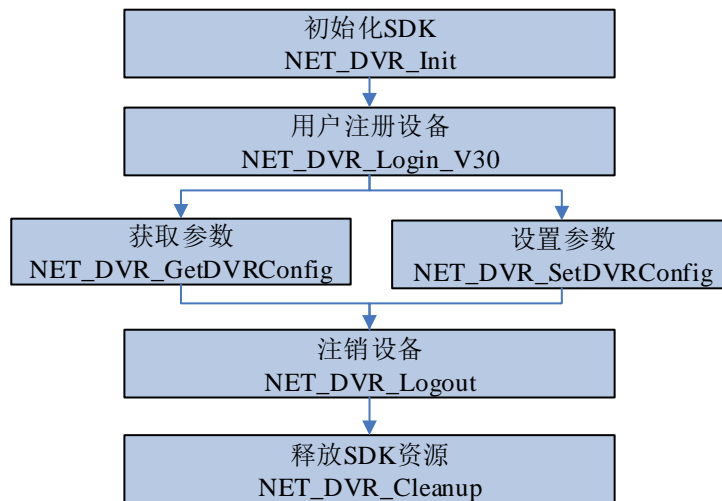 初始化SDK
NET_DVR_Init
用户注册设备
NET_DVR_Login_V30
获取参数
NET_DVR_GetDVRConfig
设置参数
NET_DVR_SetDVRConfig
注销设备
NET_DVR_Logout
释放SDK资源
NET_DVR_Cleanup